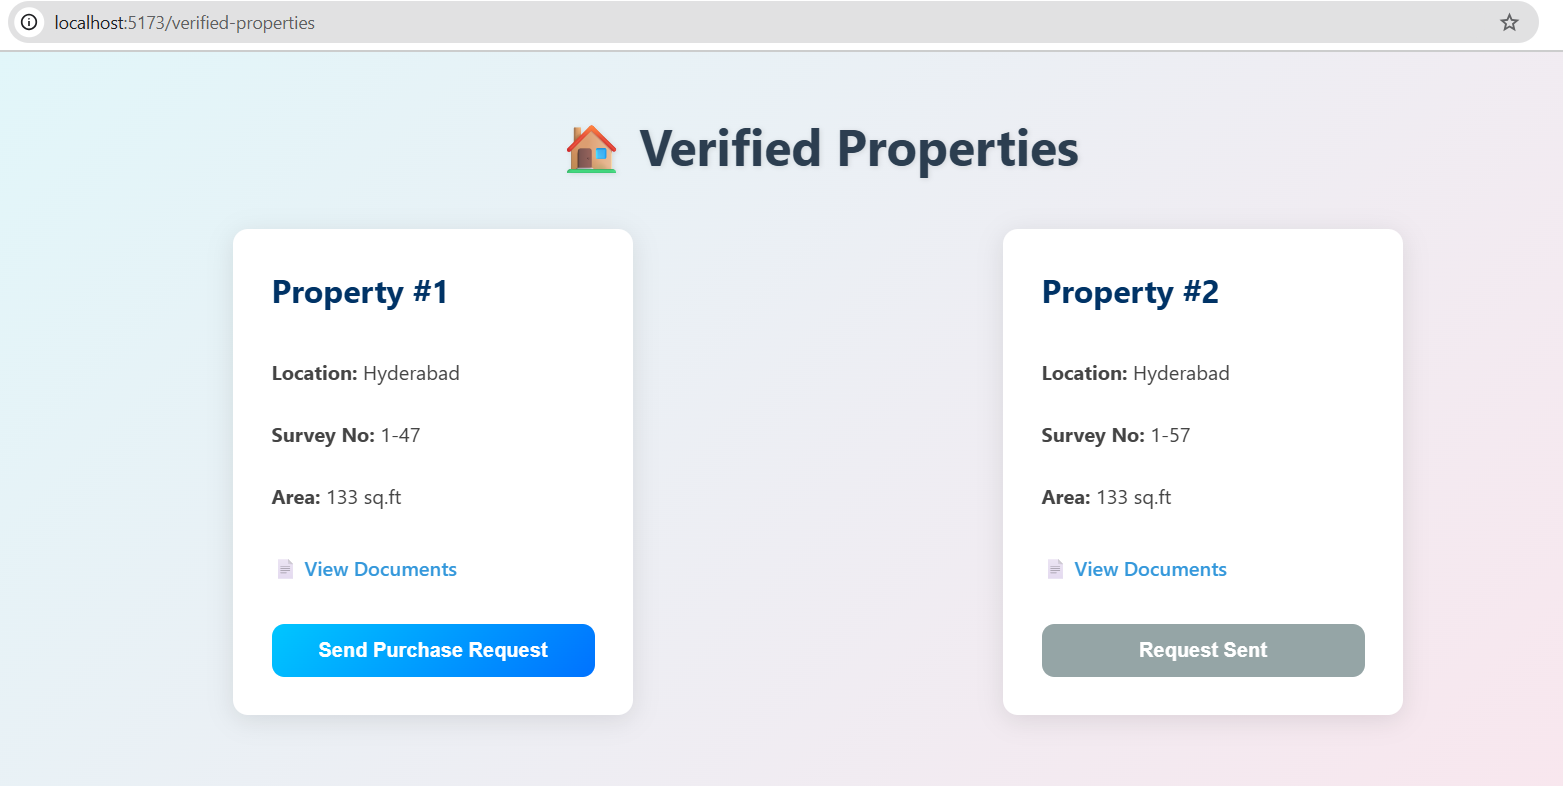 localhost:5173/verified-properties
Verified Properties
Property #1
Location: Hyderabad
Survey No: 1-47
Area: 133 sq.ft
View Documents
Send Purchase Request
Property #2
Location: Hyderabad
Survey No: 1-57
Area: 133 sq.ft
View Documents
Request Sent